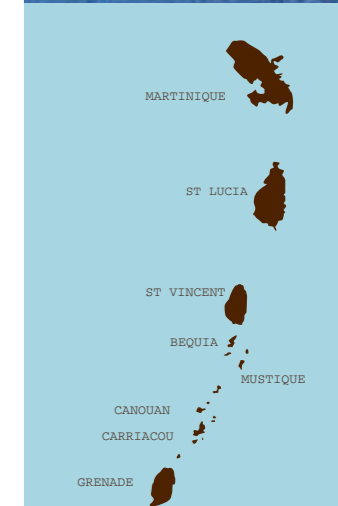 MARTINIQUE
ST LUCIA
ST VINCENT
BEQUIA
MUSTIQUE
CANOUAN
CARRIACOU
GRENADE